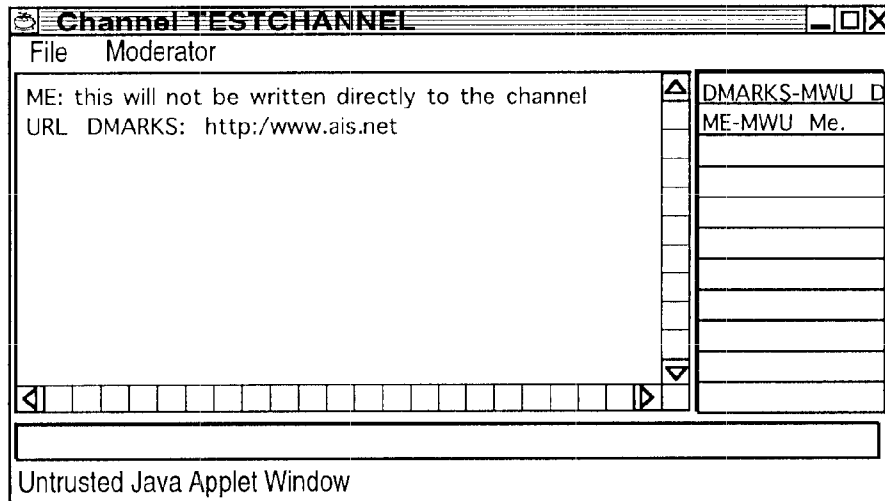 Channel TESTCHANNEL
File Moderator
ME: this will not be written directly to the channel
URL DMARKS: http:/www.ais.net
DMARKS-MWU D
ME-MWU Me.
Untrusted Java Applet Window